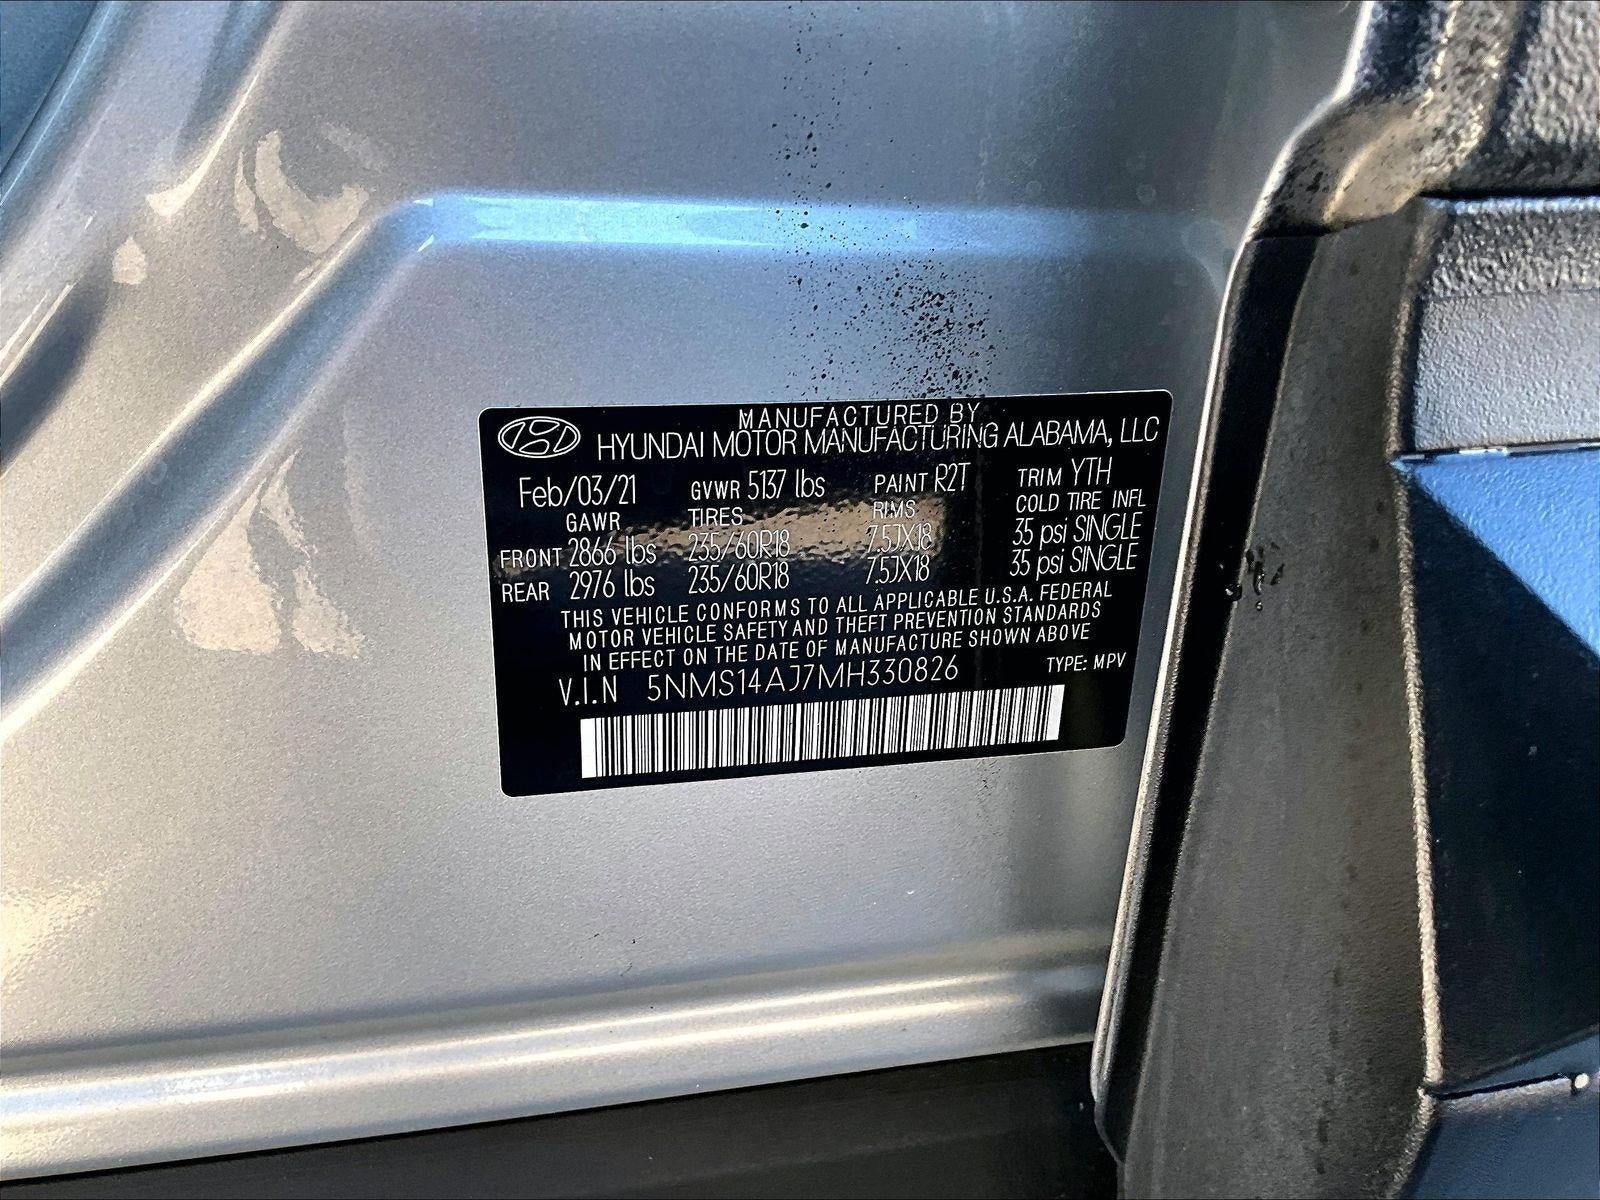 MANUFACTURED BY
HYUNDAI MOTOR MANUFACTURING ALABAMA, LLC
Feb/03/21 GVWR 5137 lbs PAINT R2T TRIM YTH
GAWR TIRES RIMS COLD TIRE INFL
FRONT 2866 lbs 235/60R18 7.5JX18 35 psi SINGLE
REAR 2976 lbs 235/60R18 7.5JX18 35 psi SINGLE
THIS VEHICLE CONFORMS TO ALL APPLICABLE U.S.A. FEDERAL
MOTOR VEHICLE SAFETY AND THEFT PREVENTION STANDARDS
IN EFFECT ON THE DATE OF MANUFACTURE SHOWN ABOVE
V.I.N 5NMS14AJ7MH330826 TYPE: MPV